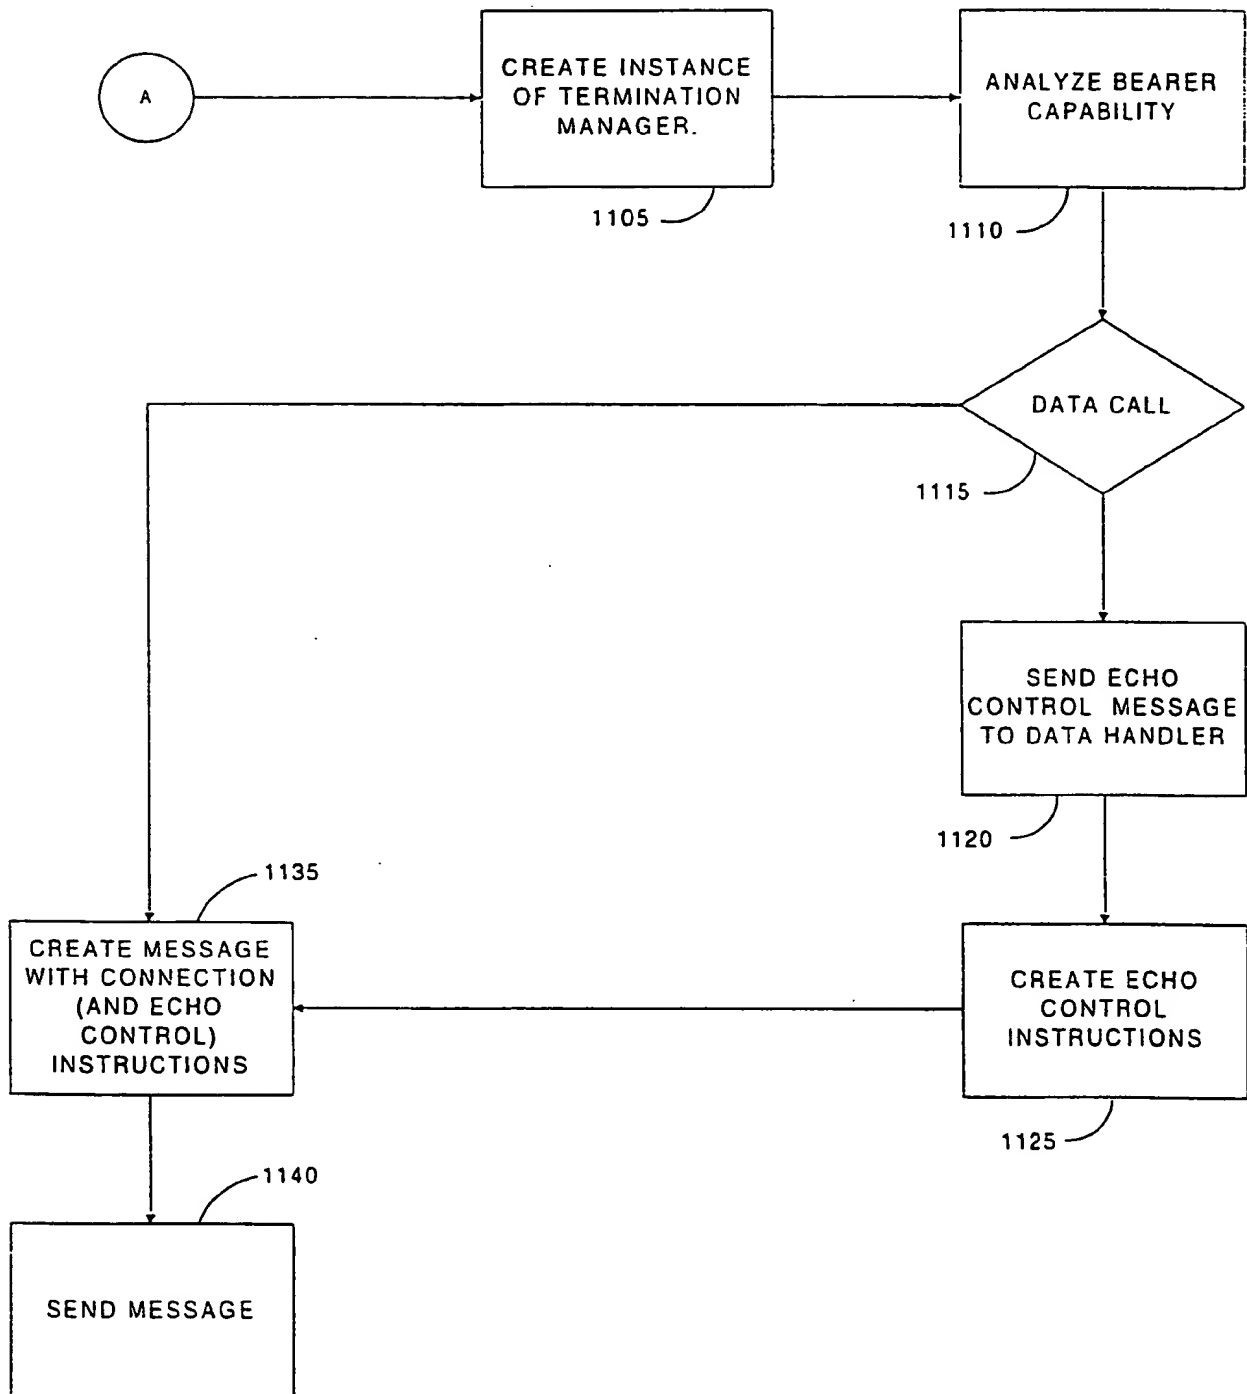 A
CREATE INSTANCE
OF TERMINATION
MANAGER.
1105
ANALYZE BEARER
CAPABILITY
1110
DATA CALL
1115
SEND ECHO
CONTROL MESSAGE
TO DATA HANDLER
1120
1135
CREATE MESSAGE
WITH CONNECTION
(AND ECHO
CONTROL)
INSTRUCTIONS
CREATE ECHO
CONTROL
INSTRUCTIONS
1125
1140
SEND MESSAGE